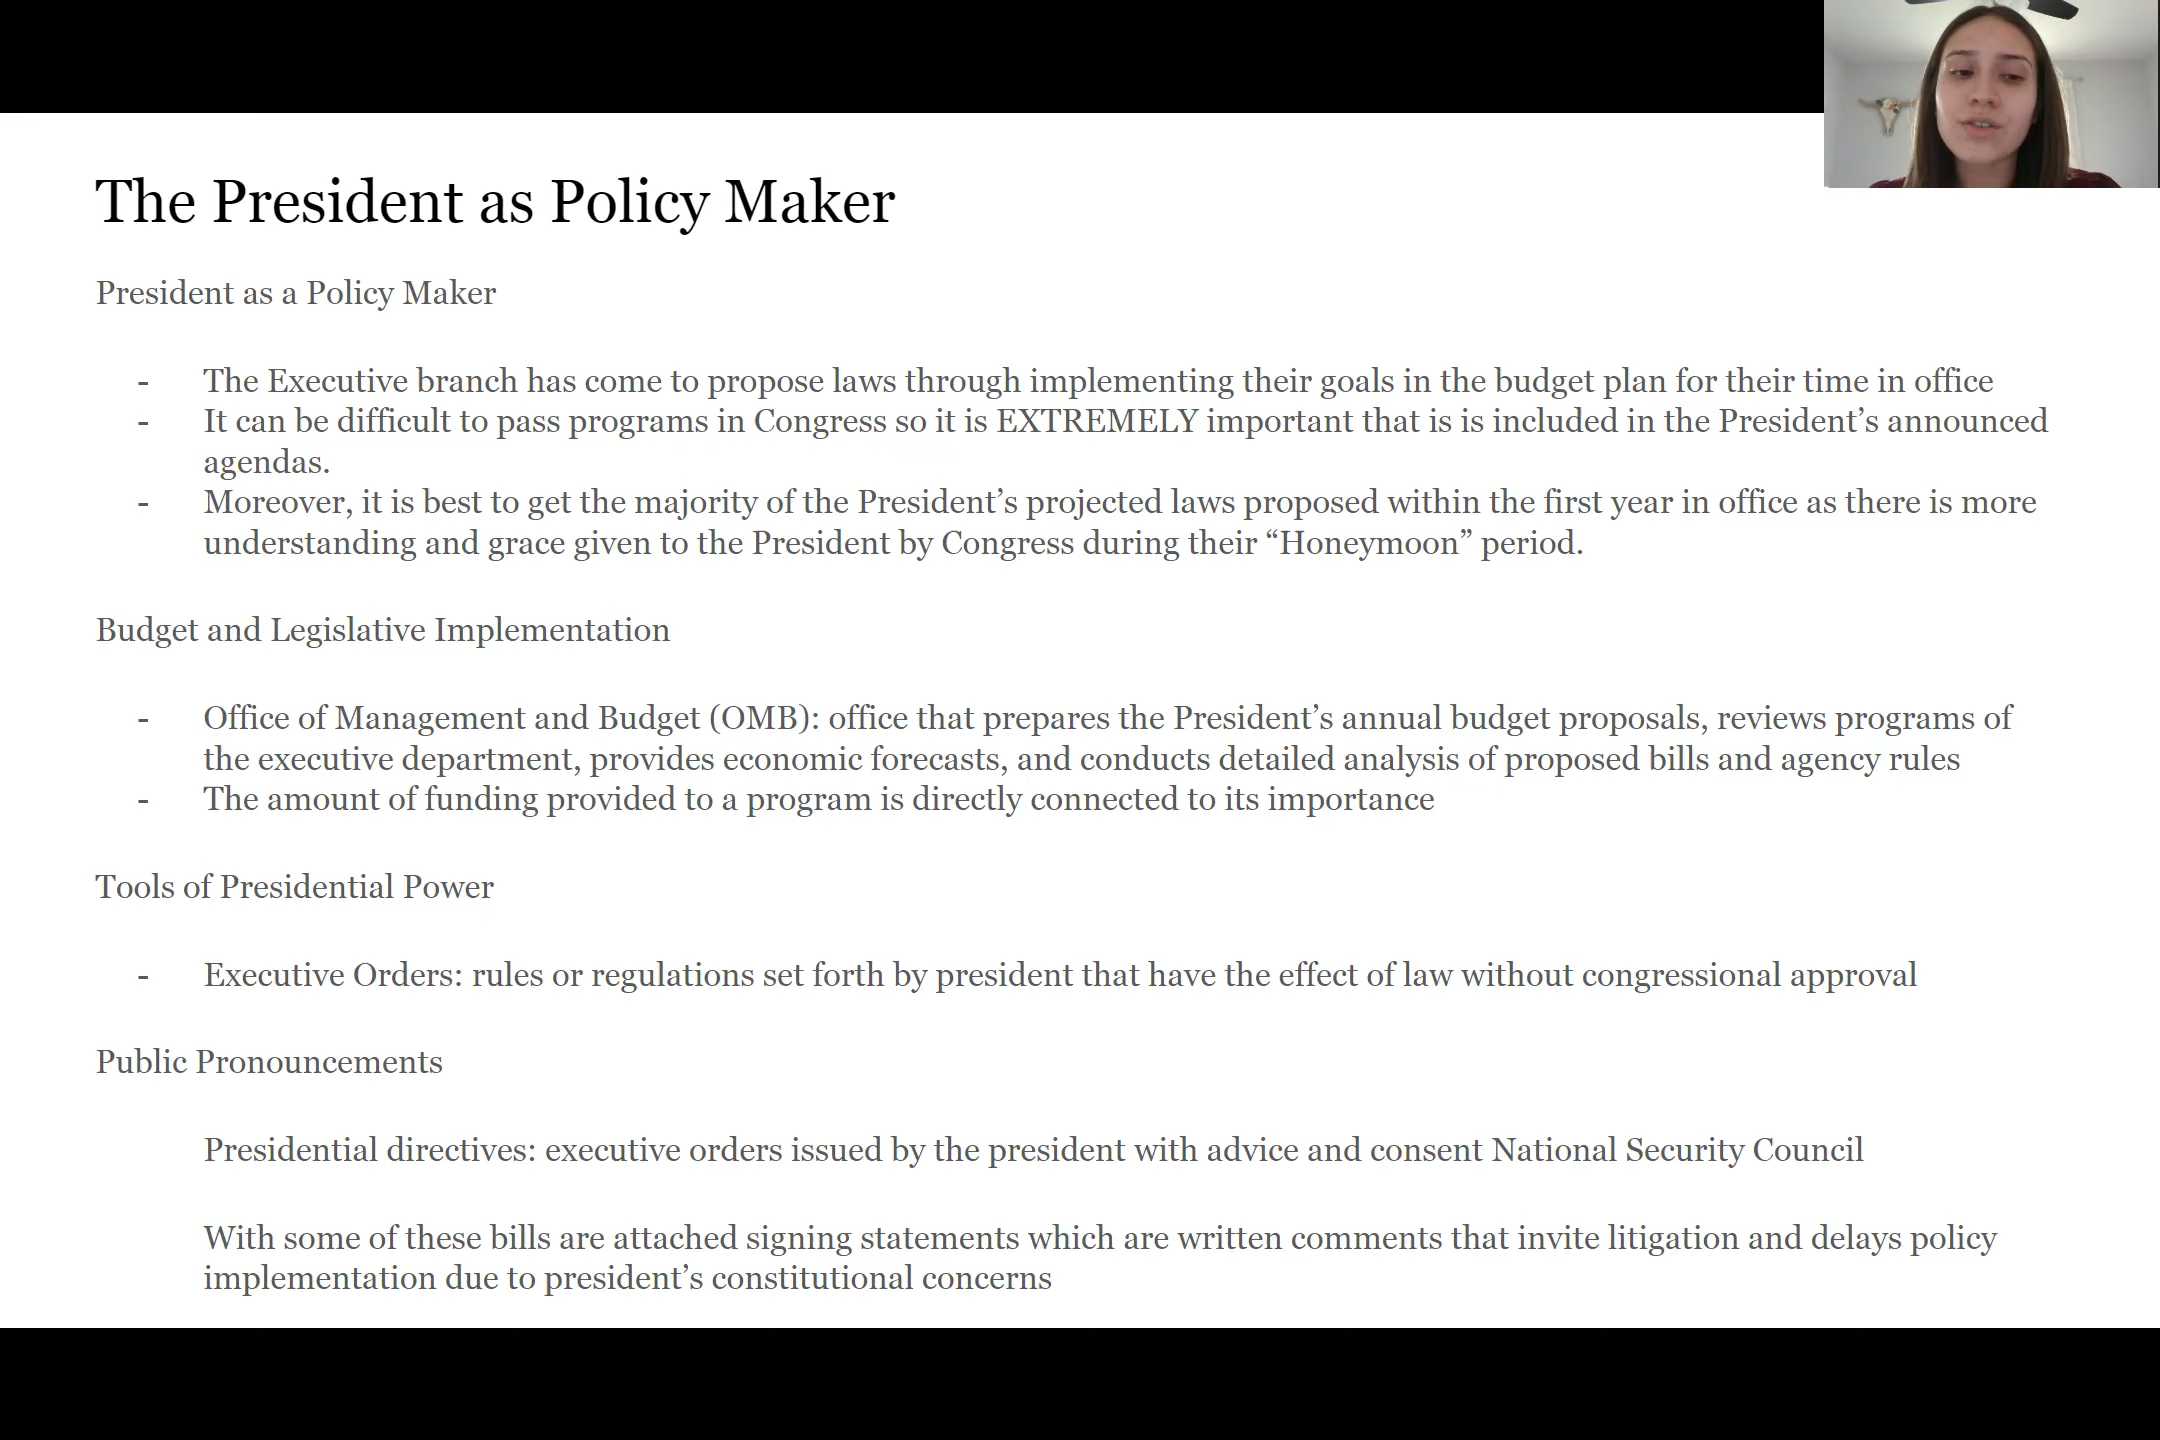 The President as Policy Maker
President as a Policy Maker
- The Executive branch has come to propose laws through implementing their goals in the budget plan for their time in office
- It can be difficult to pass programs in Congress so it is EXTREMELY important that is is included in the President’s announced
agendas.
- Moreover, it is best to get the majority of the President’s projected laws proposed within the first year in office as there is more
understanding and grace given to the President by Congress during their “Honeymoon” period.
Budget and Legislative Implementation
- Office of Management and Budget (OMB): office that prepares the President’s annual budget proposals, reviews programs of
the executive department, provides economic forecasts, and conducts detailed analysis of proposed bills and agency rules
- The amount of funding provided to a program is directly connected to its importance
Tools of Presidential Power
- Executive Orders: rules or regulations set forth by president that have the effect of law without congressional approval
Public Pronouncements
Presidential directives: executive orders issued by the president with advice and consent National Security Council
With some of these bills are attached signing statements which are written comments that invite litigation and delays policy
implementation due to president’s constitutional concerns